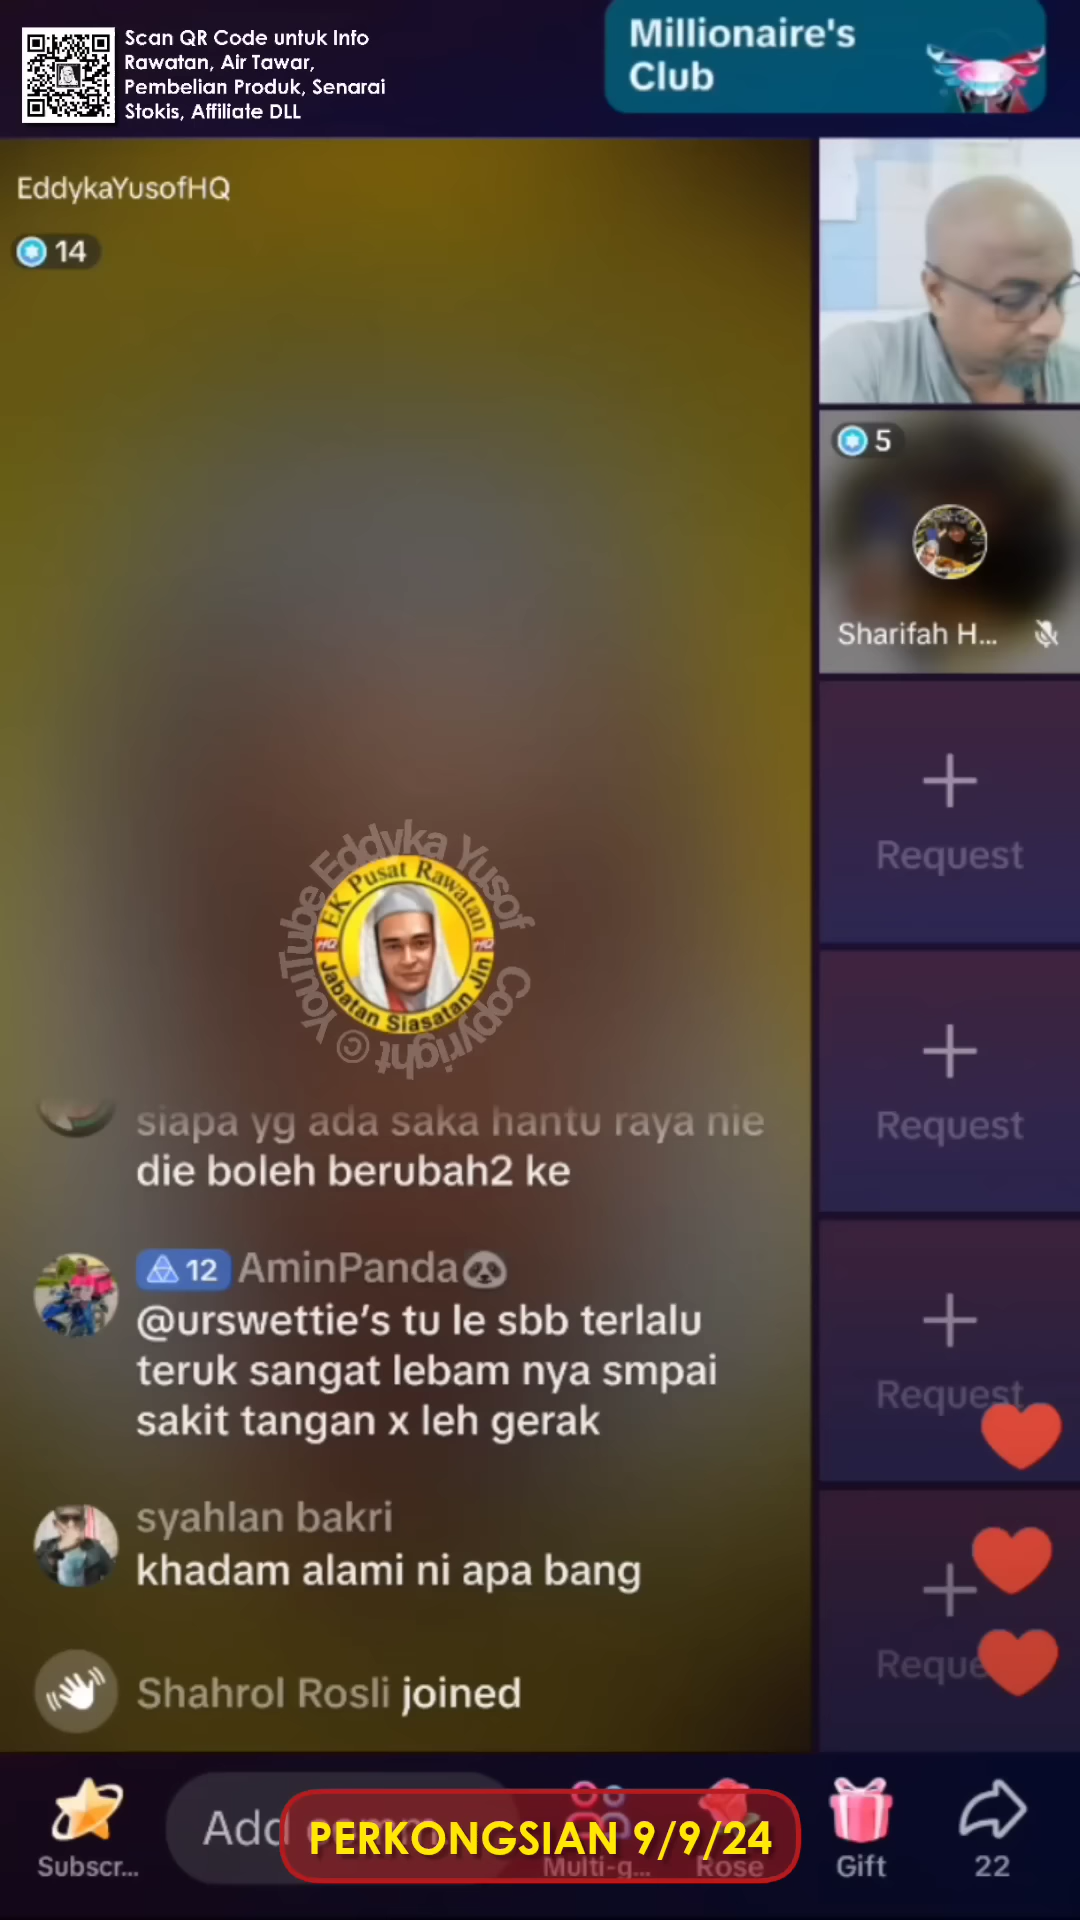 Scan QR Code untuk Info
Rawatan, Air Tawar,
Pembelian Produk, Senarai
Stokis, Affiliate DLL
Millionaire's
Club
EddykaYusofHQ
14
5
Sharifah H...
Request
Request
Request
YouTube Eddyka Yusof Copyright ©
EK Pusat Rawatan
HQ HQ
Jabatan Siasatan Jin
siapa yg ada saka hantu raya nie
die boleh berubah2 ke
12 AminPanda🐼
@urswettie's tu le sbb terlalu
teruk sangat lebam nya smpai
sakit tangan x leh gerak
syahlan bakri
khadam alami ni apa bang
Shahrol Rosli joined
Subscr...
PERKONGSIAN 9/9/24
Multi-g...
Rose
Gift
22